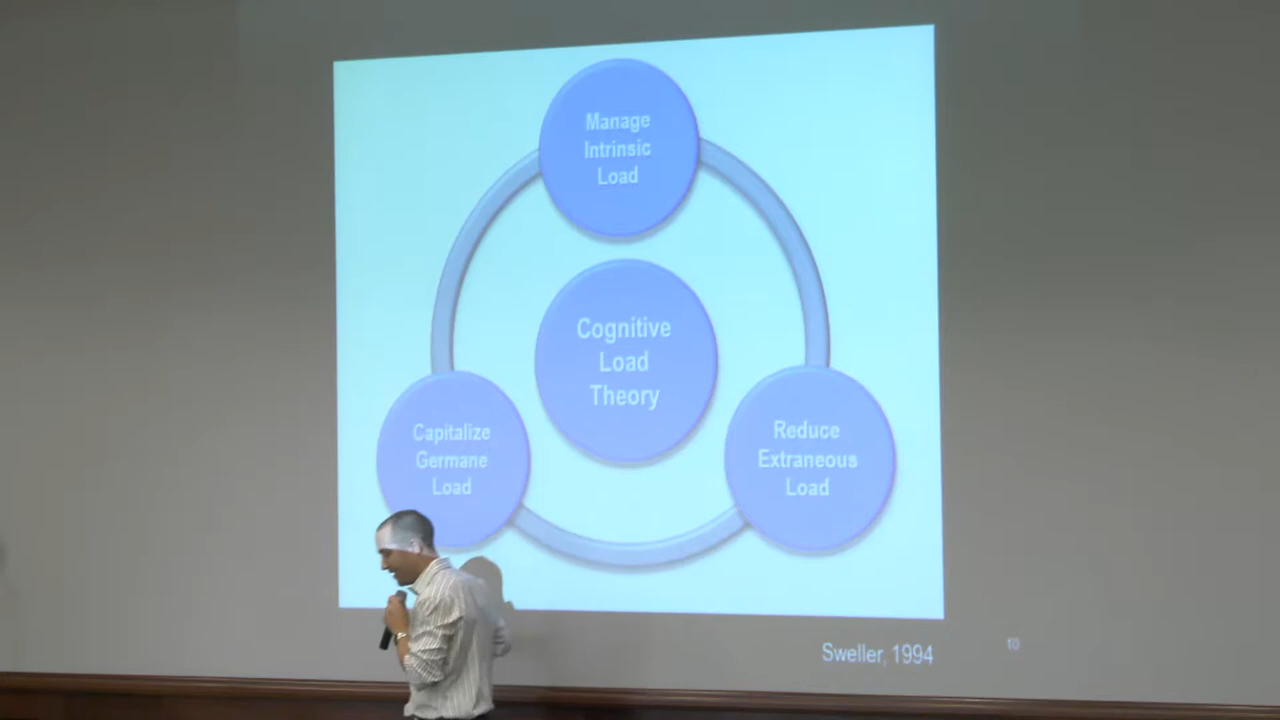 Manage
Intrinsic
Load
Cognitive
Load
Theory
Capitalize
Germane
Load
Reduce
Extraneous
Load
Sweller, 1994
10